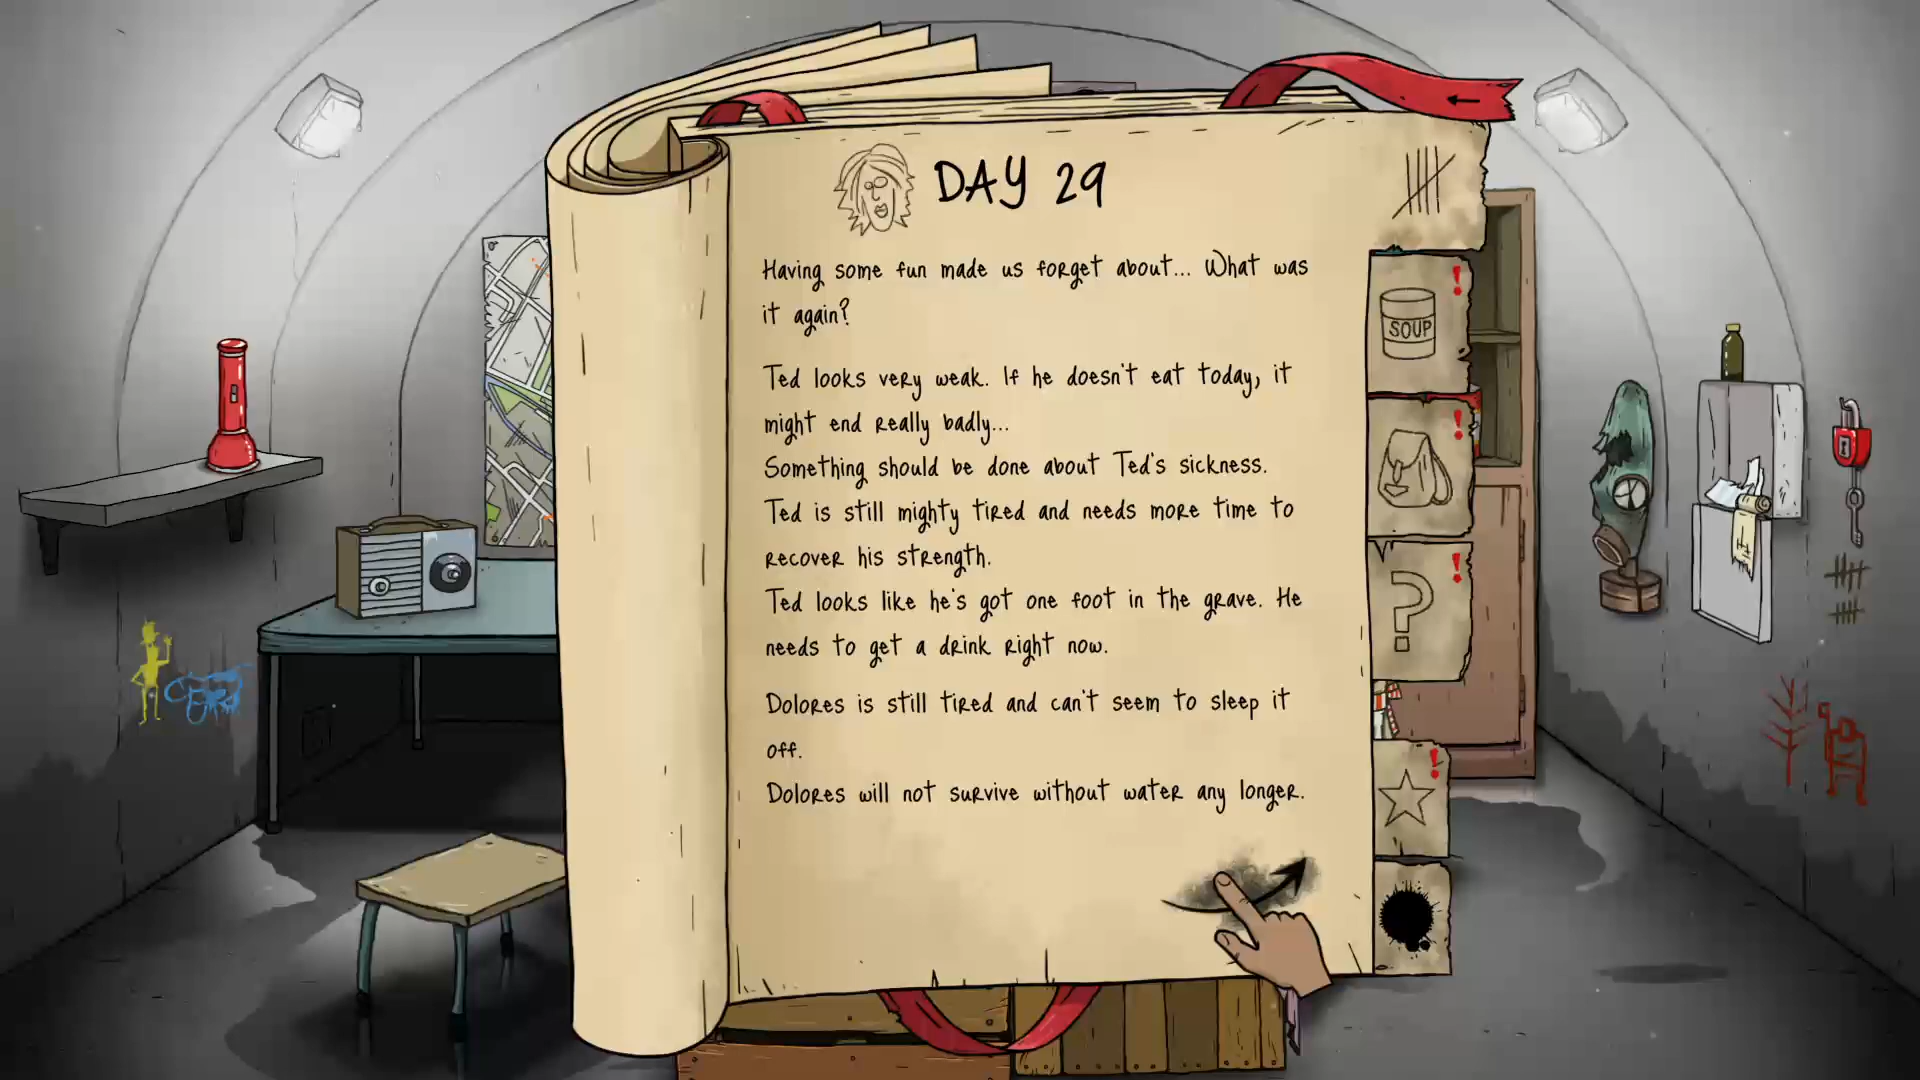 DAY 29
Having some fun made us forget about... What was
it again?
Ted looks very weak. If he doesn't eat today, it
might end really badly...
Something should be done about Ted's sickness.
Ted is still mighty tired and needs more time to
recover his strength.
Ted looks like he's got one foot in the grave. He
needs to get a drink right now.
Dolores is still tired and can't seem to sleep it
off.
Dolores will not survive without water any longer.
!
SOUP
!
!
?
!